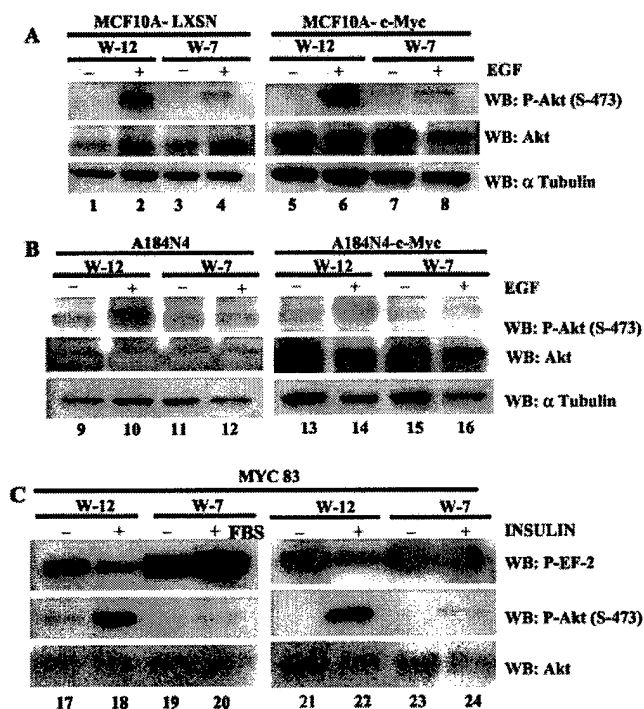 A
MCF10A- LXSN MCF10A- c-Myc
W-12 W-7 W-12 W-7
– + – + – + – + EGF
WB: P-Akt (S-473)
WB: Akt
WB: α Tubulin
1 2 3 4 5 6 7 8
B
A184N4 A184N4-c-Myc
W-12 W-7 W-12 W-7
– + – + – + – + EGF
WB: P-Akt (S-473)
WB: Akt
WB: α Tubulin
9 10 11 12 13 14 15 16
C
MYC 83
W-12 W-7 W-12 W-7
– + – + FBS – + – + INSULIN
WB: P-EF-2
WB: P-Akt (S-473)
WB: Akt
17 18 19 20 21 22 23 24